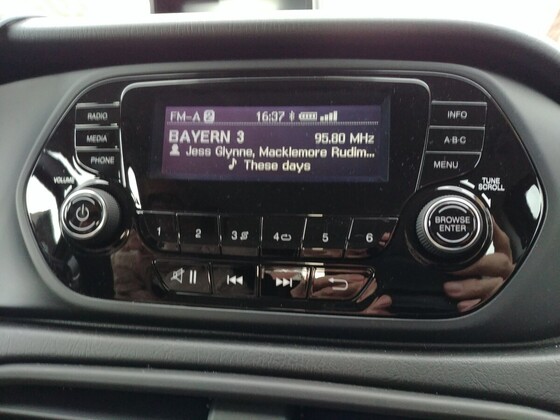 FM-A 2 16:37
BAYERN 3 95.80 MHz
Jess Glynne, Macklemore Rudim...
These days
RADIO
MEDIA
PHONE
VOLUME
INFO
A-B-C
MENU
TUNE
SCROLL
BROWSE
ENTER
1 2 3 4 5 6